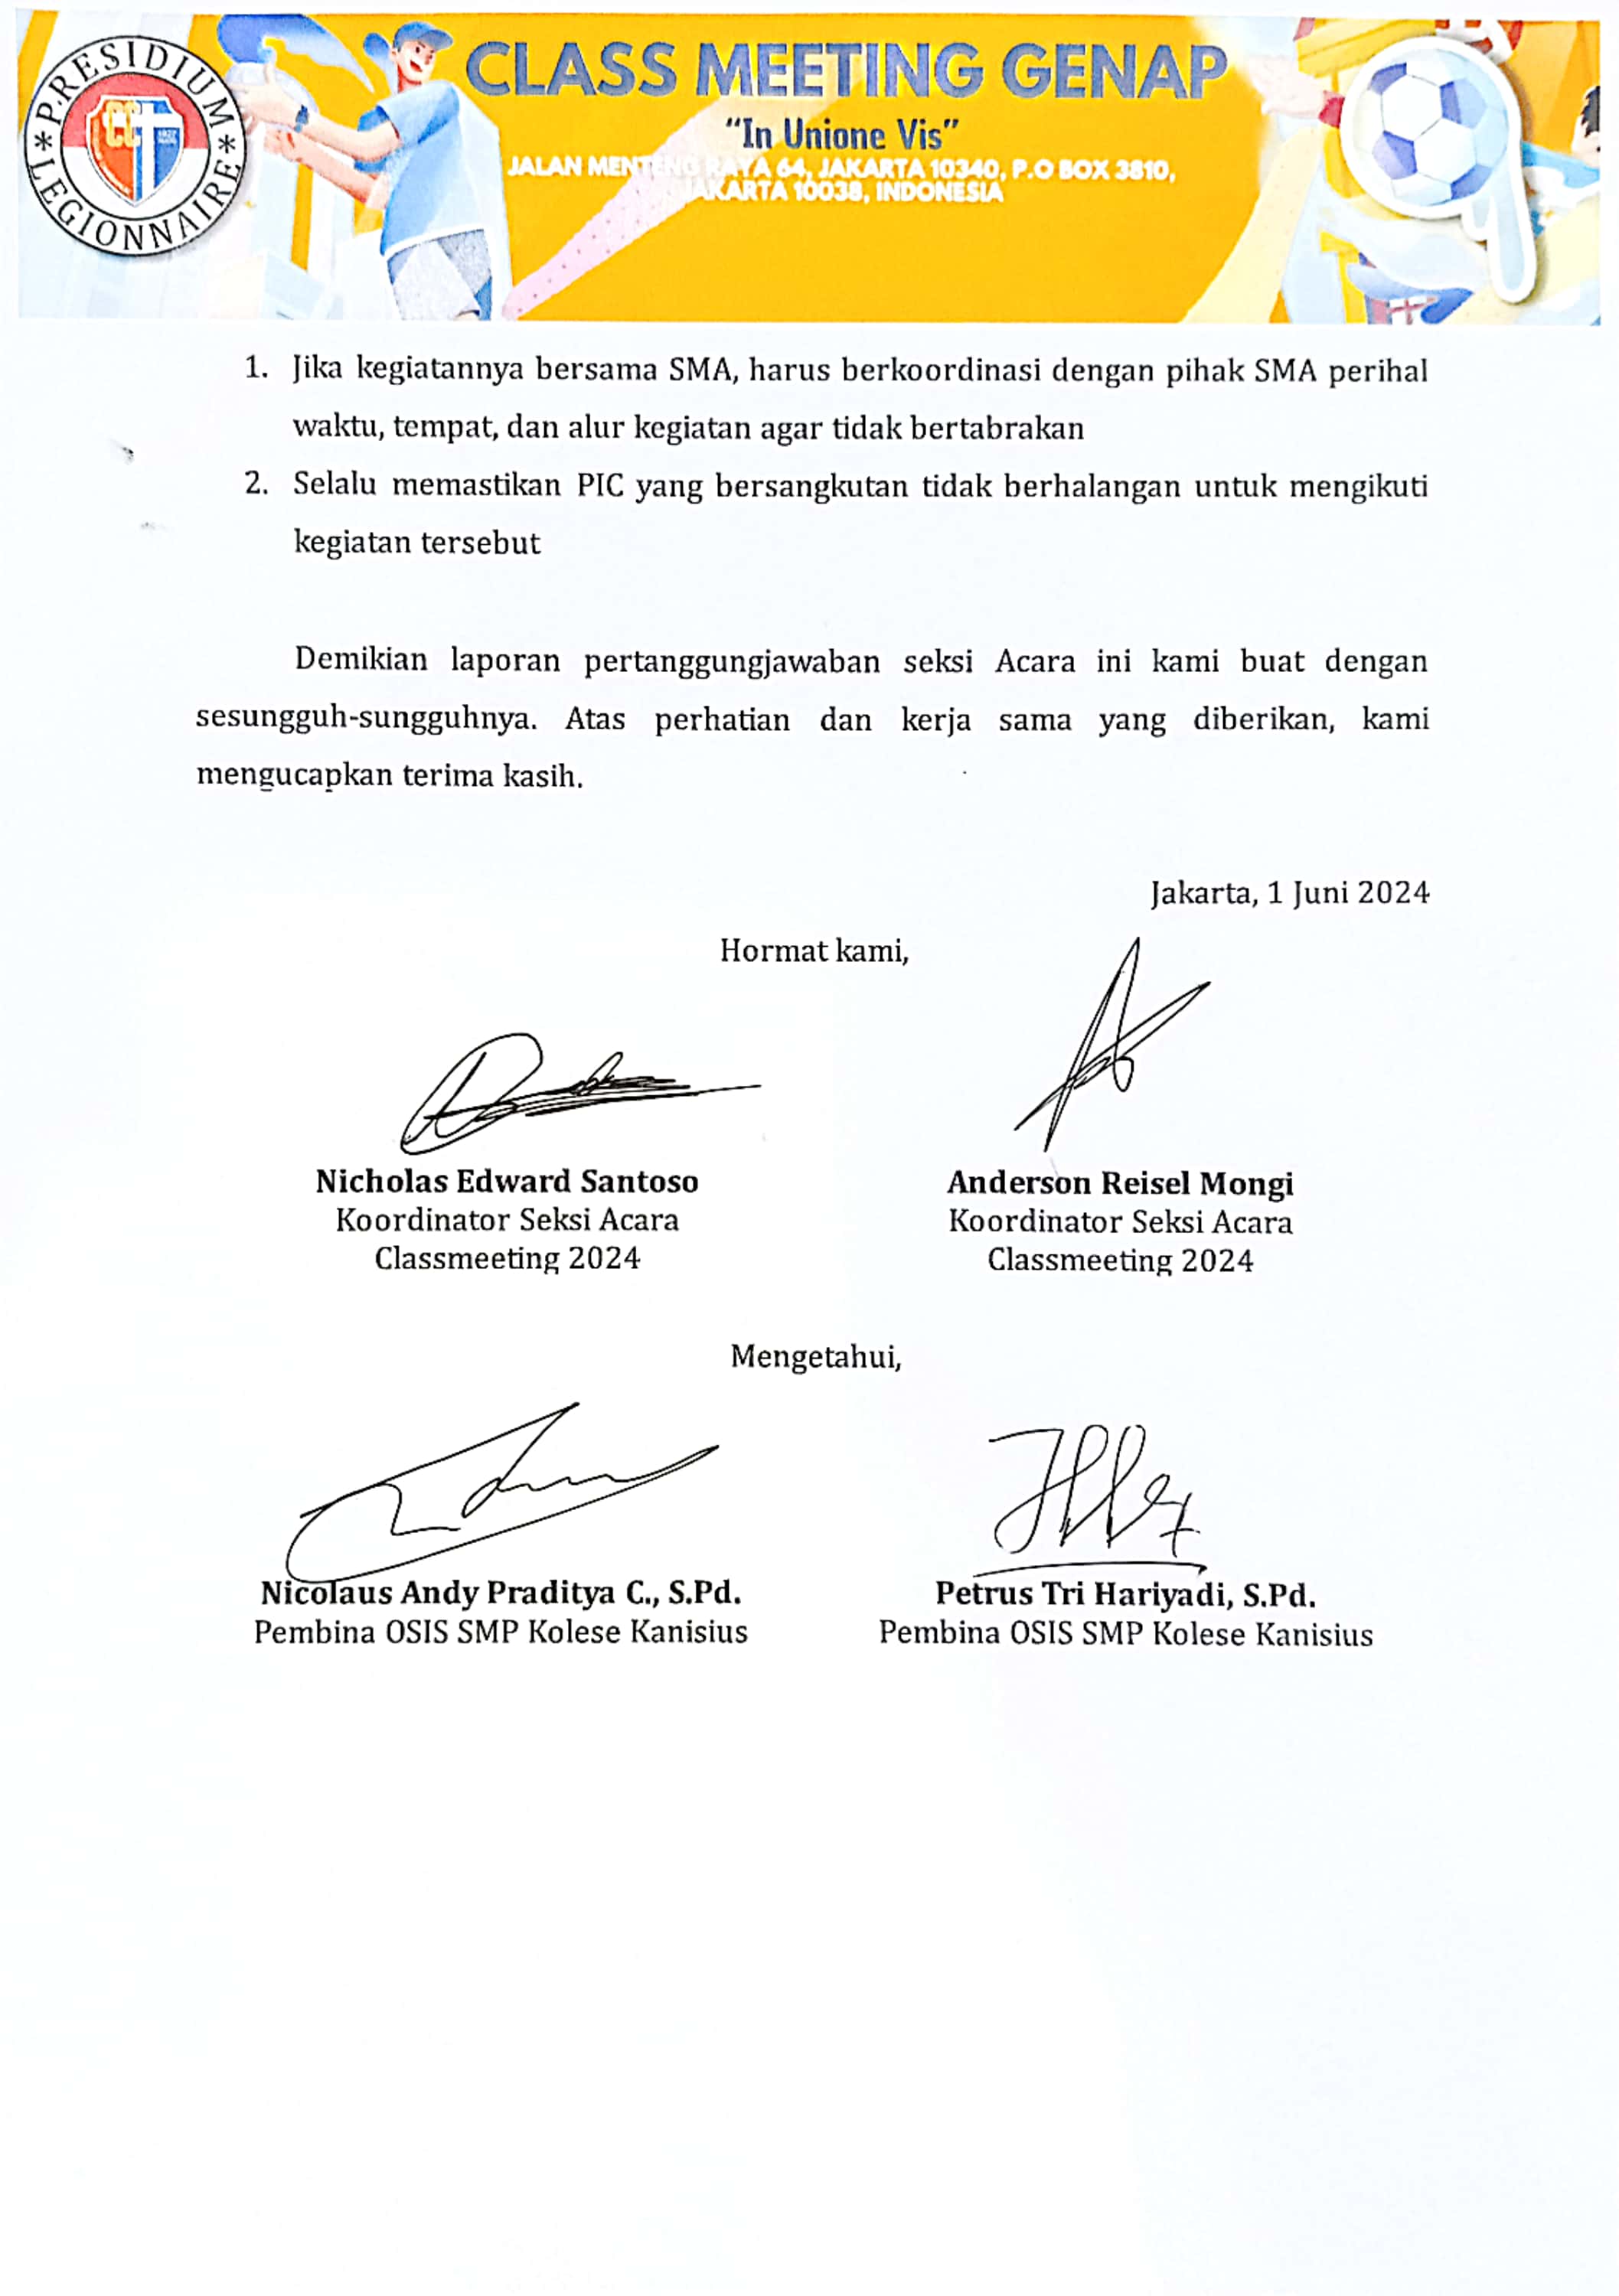 PRESIDIUM
LEGIONNAIRE
CC
CLASS MEETING GENAP
“In Unione Vis”
JALAN MENTENG RAYA 64, JAKARTA 10340, P.O BOX 3810,
JAKARTA 10038, INDONESIA
1. Jika kegiatannya bersama SMA, harus berkoordinasi dengan pihak SMA perihal
waktu, tempat, dan alur kegiatan agar tidak bertabrakan
2. Selalu memastikan PIC yang bersangkutan tidak berhalangan untuk mengikuti
kegiatan tersebut
Demikian laporan pertanggungjawaban seksi Acara ini kami buat dengan
sesungguh-sungguhnya. Atas perhatian dan kerja sama yang diberikan, kami
mengucapkan terima kasih.
Jakarta, 1 Juni 2024
Hormat kami,
Nicholas Edward Santoso
Koordinator Seksi Acara
Classmeeting 2024
Anderson Reisel Mongi
Koordinator Seksi Acara
Classmeeting 2024
Mengetahui,
Nicolaus Andy Praditya C., S.Pd.
Pembina OSIS SMP Kolese Kanisius
Petrus Tri Hariyadi, S.Pd.
Pembina OSIS SMP Kolese Kanisius